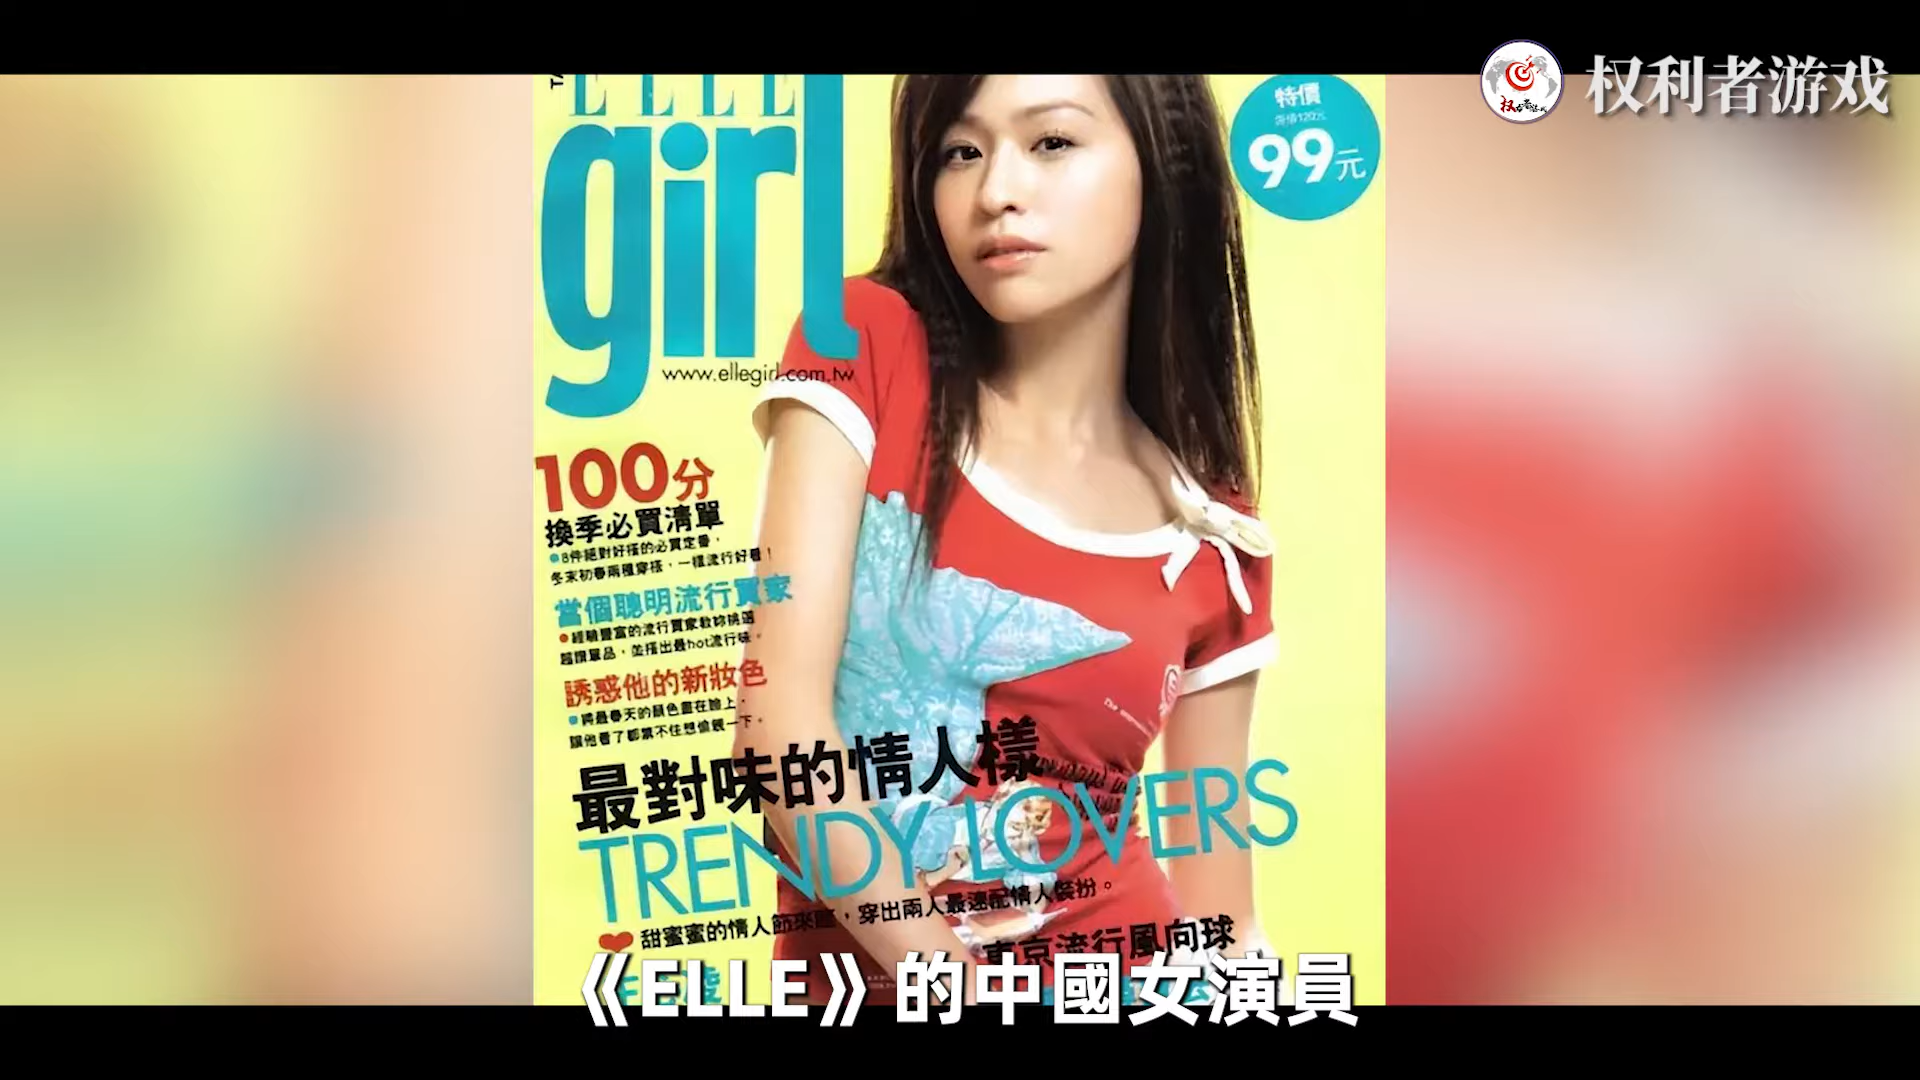 权利者游戏
ELLE
girl
www.ellegirl.com.tw
特價
99元
100分
換季必買清單
8件絕對好搭的必買定番，
冬末初春兩種穿搭，一樣流行好看！
當個聰明流行買家
經驗豐富的流行買家教妳挑選
超讚單品，並搭出最hot流行味。
誘惑他的新妝色
將最春天的顏色畫在臉上，
讓他看了都禁不住想偷親一下。
最對味的情人樣
TRENDY LOVERS
甜蜜蜜的情人節來臨，穿出兩人最速配情人裝扮。
東京流行風向球
《ELLE》的中國女演員